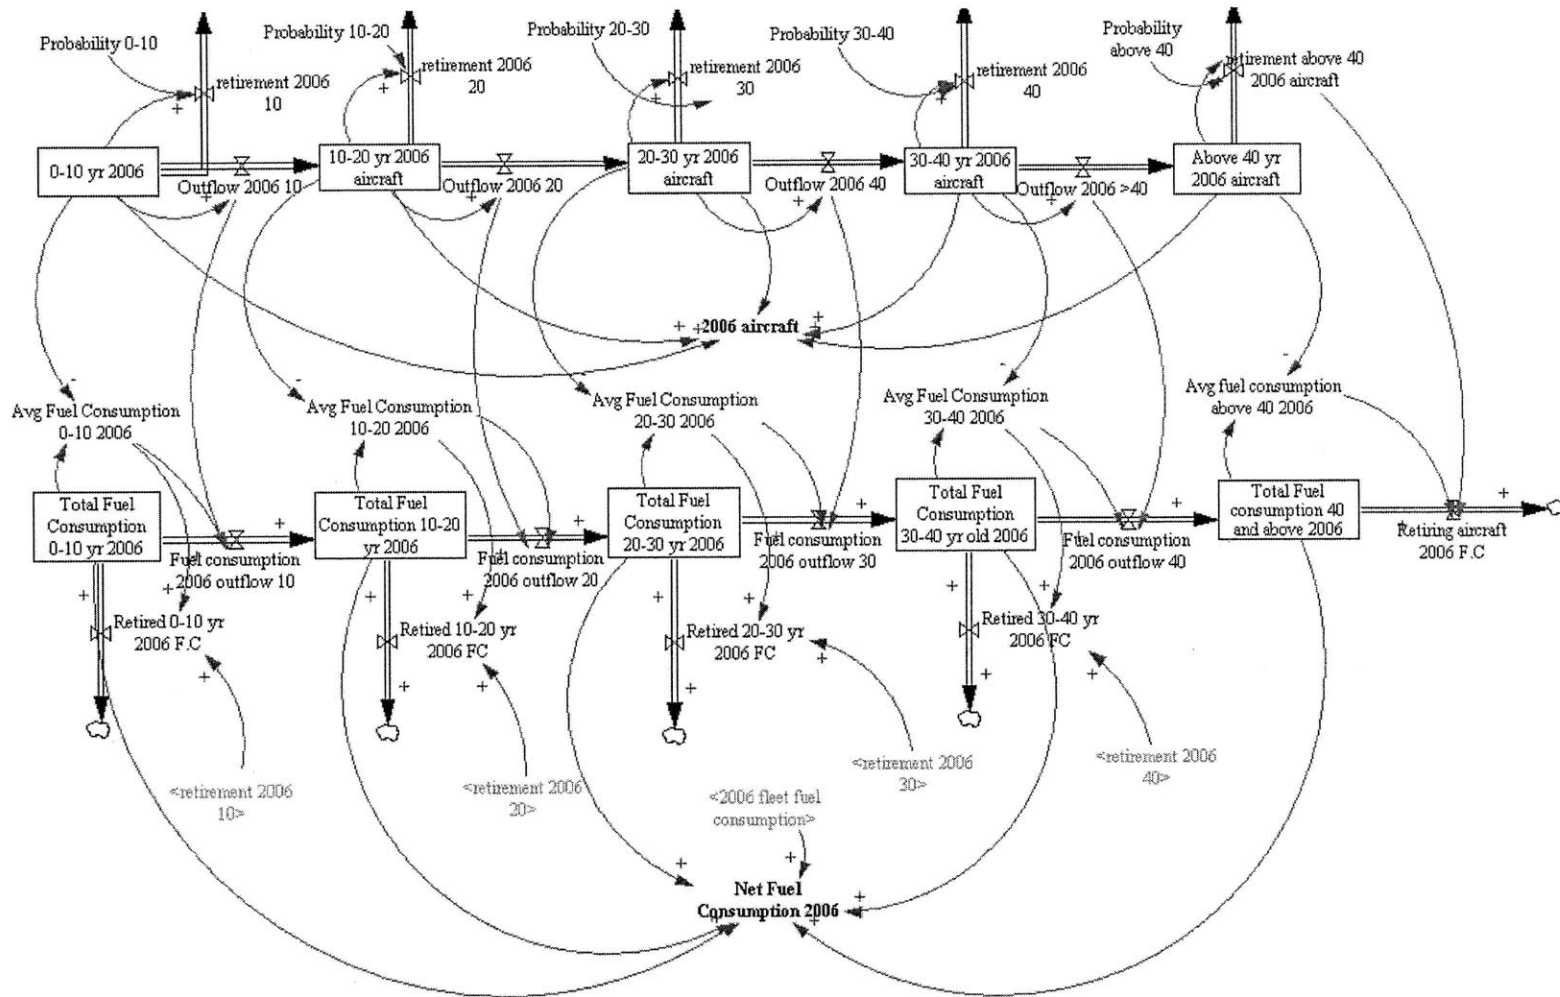 Probability 0-10
Probability 10-20
Probability 20-30
Probability 30-40
Probability
above 40
retirement 2006
10
retirement 2006
20
retirement 2006
30
retirement 2006
40
retirement above 40
2006 aircraft
0-10 yr 2006
10-20 yr 2006
aircraft
20-30 yr 2006
aircraft
30-40 yr 2006
aircraft
Above 40 yr
2006 aircraft
Outflow 2006 10
Outflow 2006 20
Outflow 2006 40
Outflow 2006 >40
2006 aircraft
Avg Fuel Consumption
0-10 2006
Avg Fuel Consumption
10-20 2006
Avg Fuel Consumption
20-30 2006
Avg Fuel Consumption
30-40 2006
Avg fuel consumption
above 40 2006
Total Fuel
Consumption
0-10 yr 2006
Total Fuel
Consumption 10-20
yr 2006
Total Fuel
Consumption
20-30 yr 2006
Total Fuel
Consumption
30-40 yr old 2006
Total Fuel
consumption 40
and above 2006
Fuel consumption
2006 outflow 10
Fuel consumption
2006 outflow 20
Fuel consumption
2006 outflow 30
Fuel consumption
2006 outflow 40
Retiring aircraft
2006 F.C
Retired 0-10 yr
2006 F.C
Retired 10-20 yr
2006 FC
Retired 20-30 yr
2006 FC
Retired 30-40 yr
2006 FC
<retirement 2006
10>
<retirement 2006
20>
<retirement 2006
30>
<retirement 2006
40>
<2006 fleet fuel
consumption>
Net Fuel
Consumption 2006